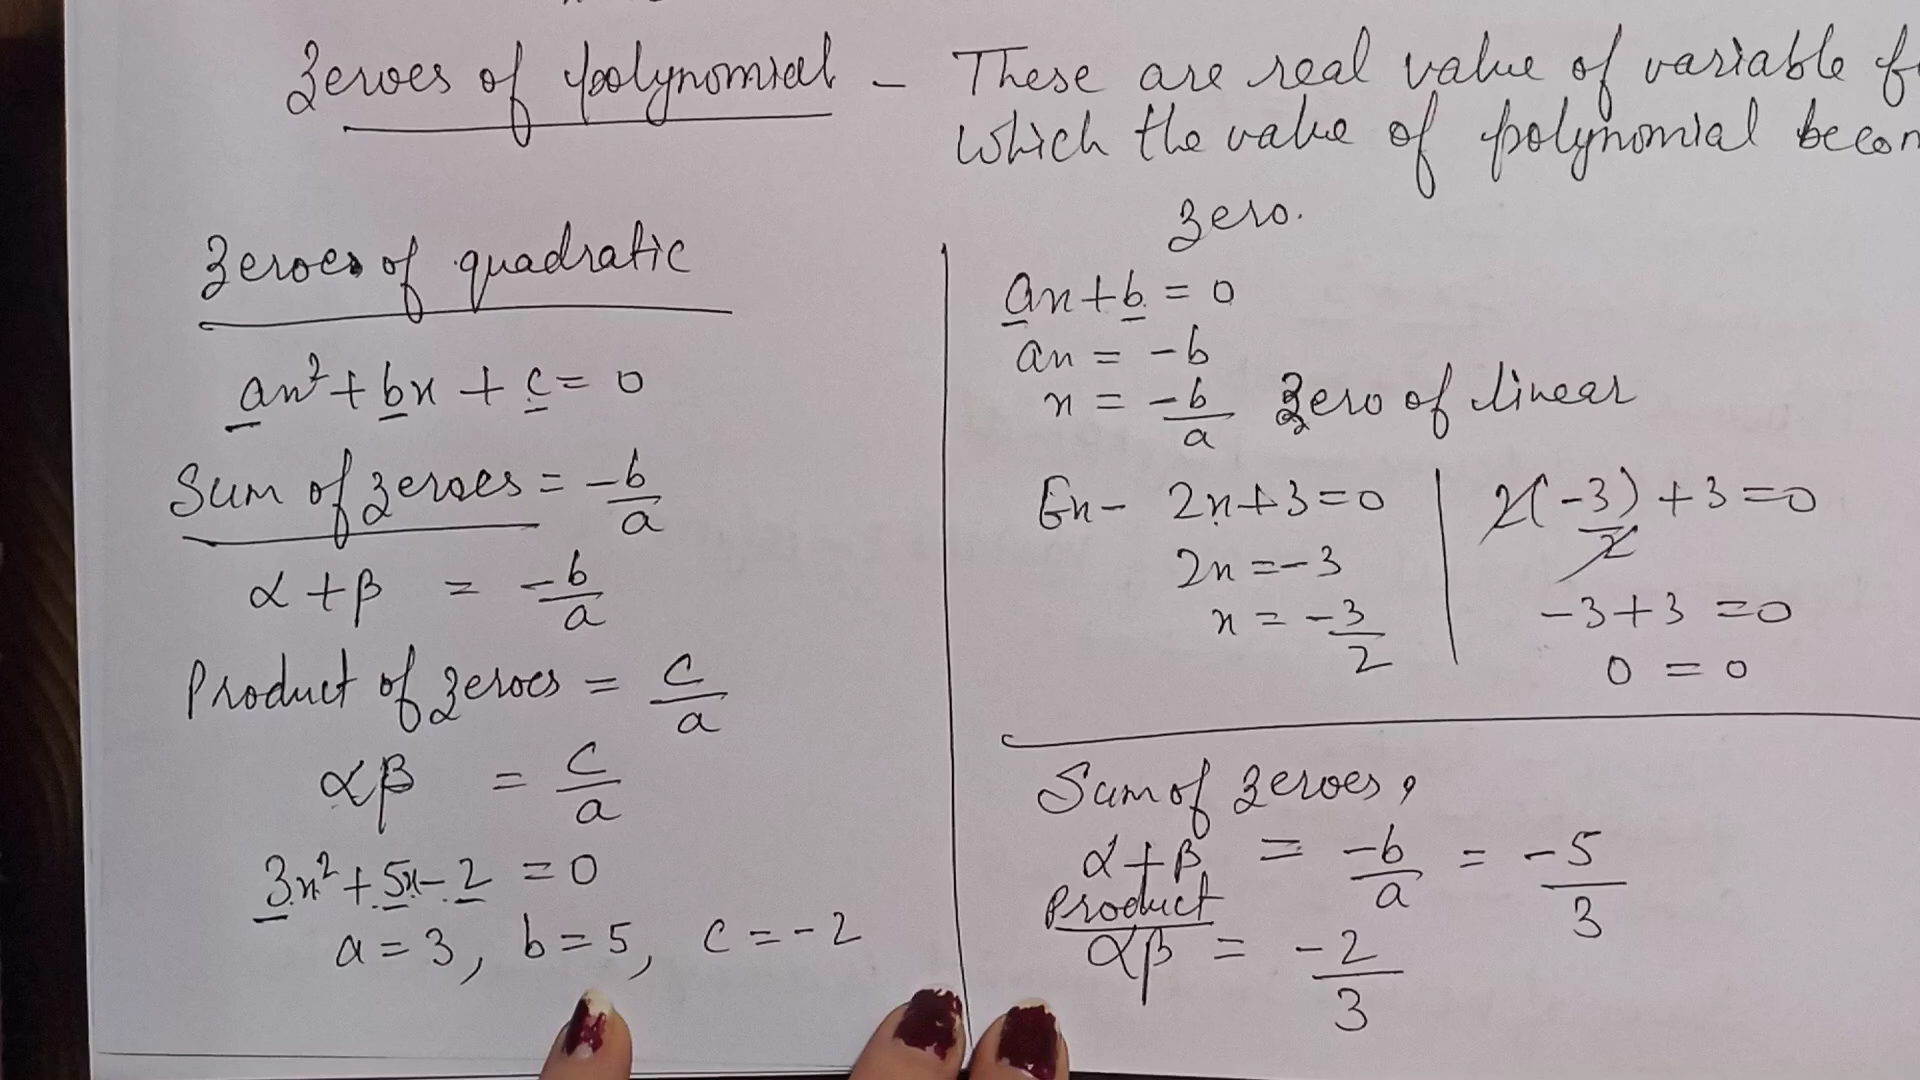 Zeroes of polynomial - These are real value of variable
which the value of polynomial
zero.
Zeroes of quadratic
ax²+bx+c=0
Sum of zeroes = -b/a
α+β = -b/a
Product of zeroes = c/a
αβ = c/a
3x²+5x-2=0
a=3, b=5, c=-2
ax+b=0
ax=-b
x=-b/a Zero of linear
Ex- 2x+3=0
2x=-3
x=-3/2
2(-3/2)+3=0
-3+3=0
0=0
Sum of zeroes,
α+β = -b/a = -5/3
Product
αβ = -2/3